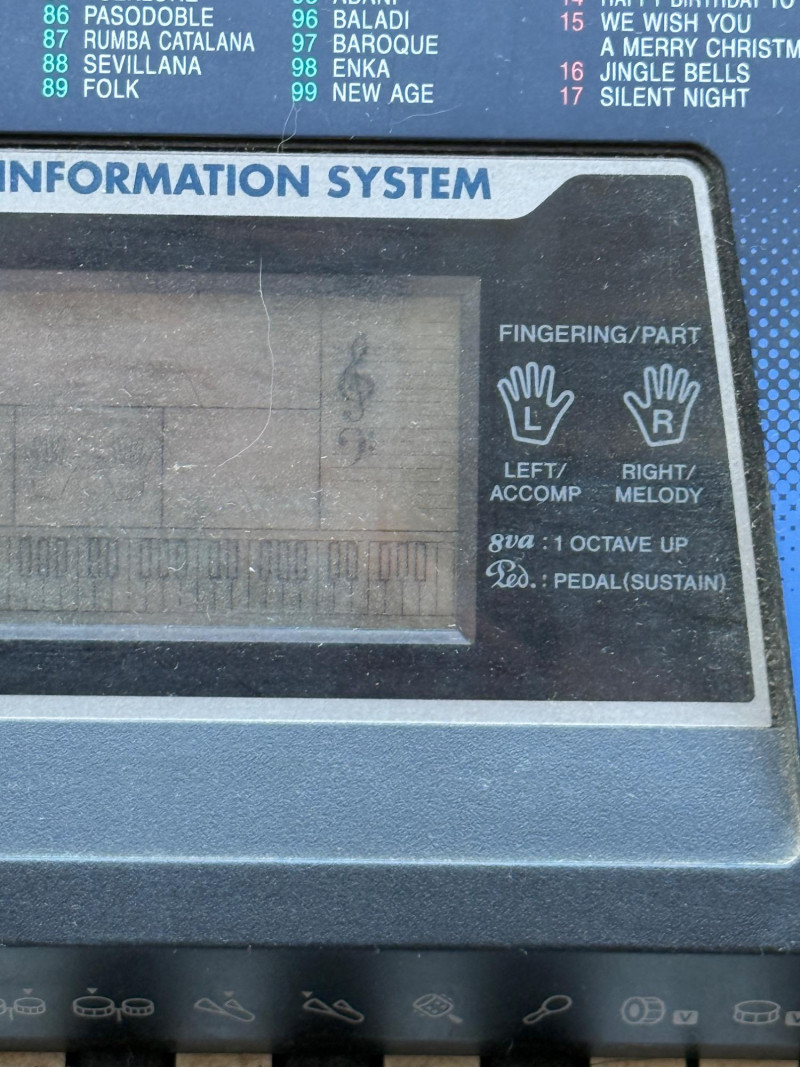 86 PASODOBLE
87 RUMBA CATALANA
88 SEVILLANA
89 FOLK
96 BALADI
97 BAROQUE
98 ENKA
99 NEW AGE
15 WE WISH YOU
A MERRY CHRISTM
16 JINGLE BELLS
17 SILENT NIGHT
INFORMATION SYSTEM
FINGERING/PART
L R
LEFT/
ACCOMP
RIGHT/
MELODY
8va : 1 OCTAVE UP
Ped. : PEDAL(SUSTAIN)
V
V